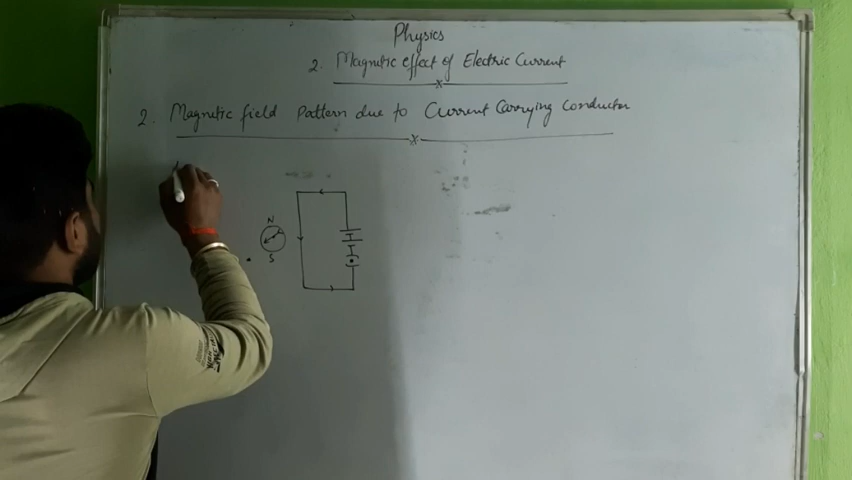 Physics
2. Magnetic effect of Electric Current
2. Magnetic field Pattern due to Current Carrying Conductor
N
S